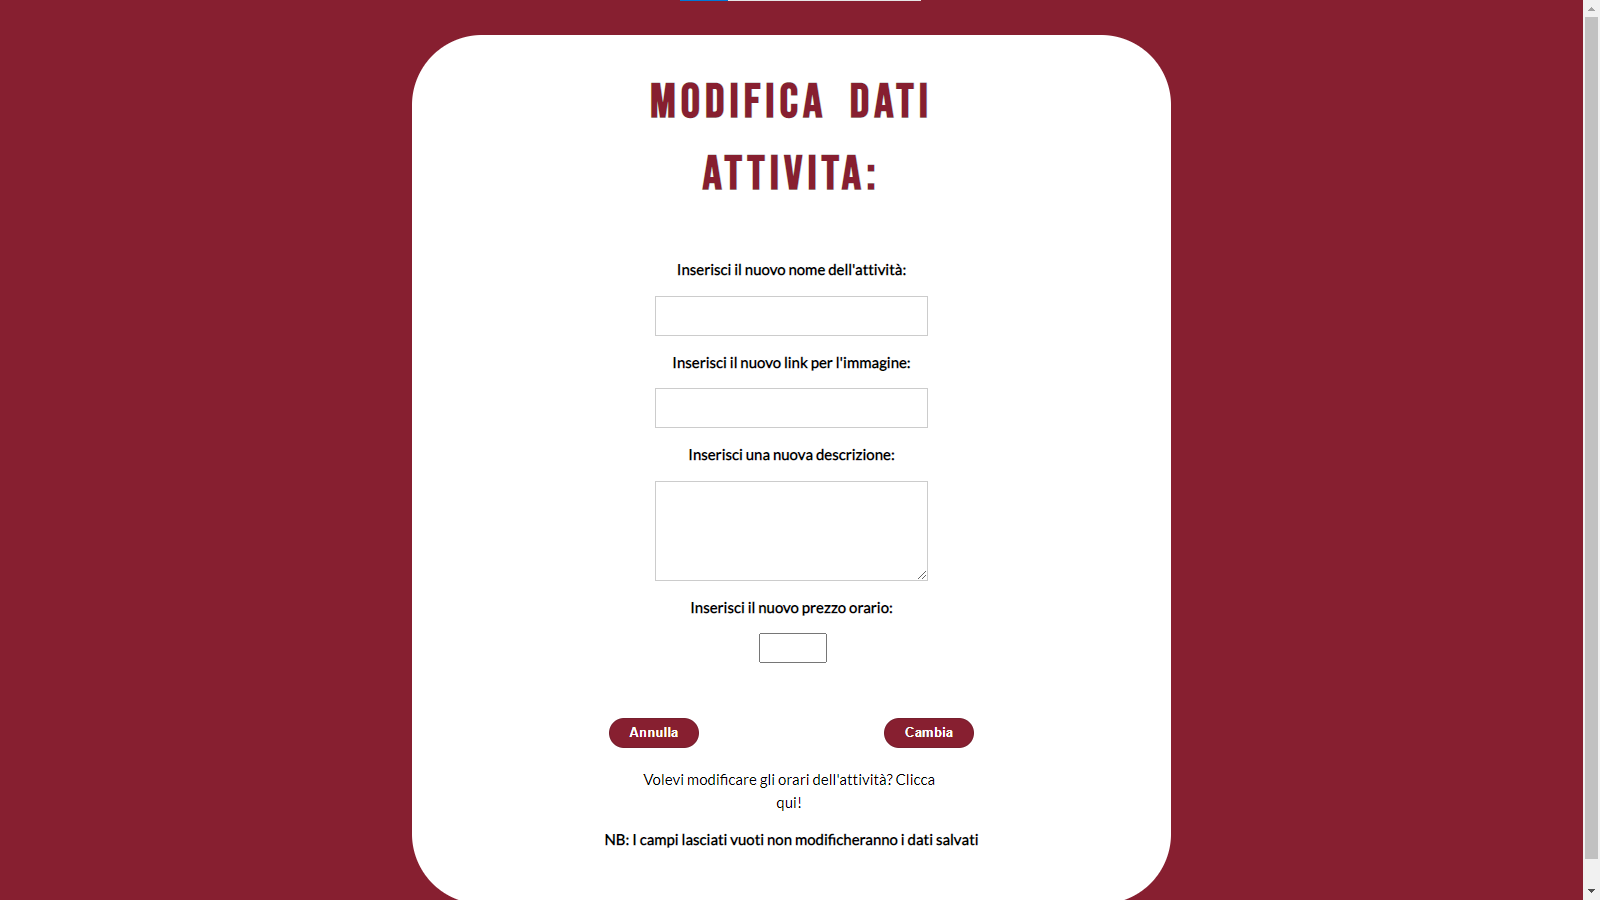 MODIFICA DATI
ATTIVITA:
Inserisci il nuovo nome dell'attività:
Inserisci il nuovo link per l'immagine:
Inserisci una nuova descrizione:
Inserisci il nuovo prezzo orario:
Annulla
Cambia
Volevi modificare gli orari dell'attività? Clicca
qui!
NB: I campi lasciati vuoti non modificheranno i dati salvati